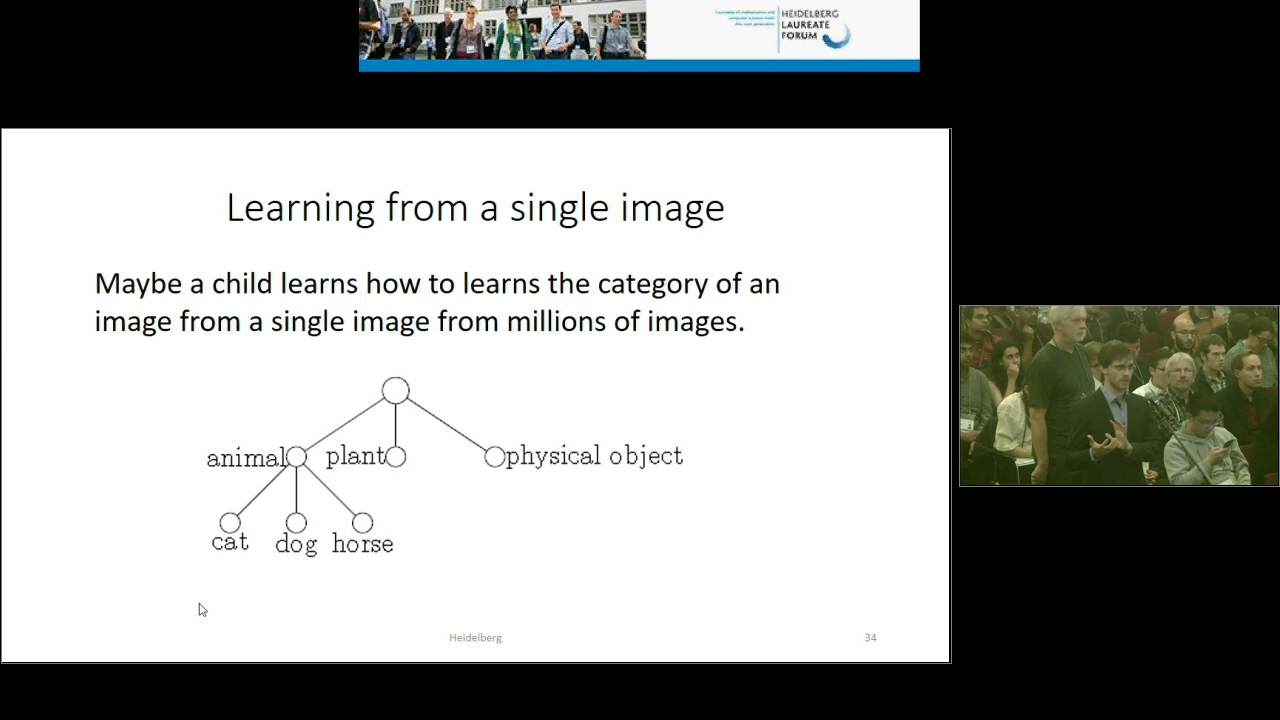 HEIDELBERG
LAUREATE
FORUM
Learning from a single image
Maybe a child learns how to learns the category of an
image from a single image from millions of images.
animal plant physical object
cat dog horse
Heidelberg 34